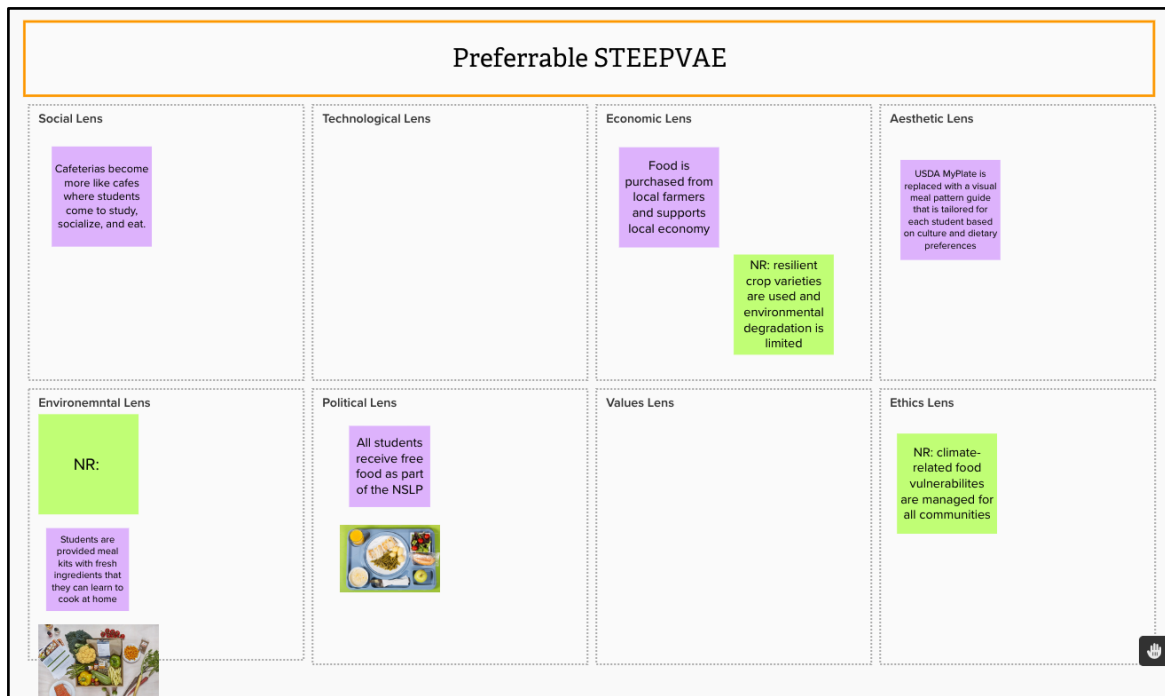 Preferrable STEEPVAE
Social Lens
Cafeterias become
more like cafes
where students
come to study,
socialize, and eat.
Technological Lens
Economic Lens
Food is
purchased from
local farmers
and supports
local economy
NR: resilient
crop varieties
are used and
environmental
degradation is
limited
Aesthetic Lens
USDA MyPlate is
replaced with a visual
meal pattern guide
that is tailored for
each student based
on culture and dietary
preferences
Environemntal Lens
NR:
Students are
provided meal
kits with fresh
ingredients that
they can learn to
cook at home
Political Lens
All students
receive free
food as part
of the NSLP
Values Lens
Ethics Lens
NR: climate-
related food
vulnerabilites
are managed for
all communities